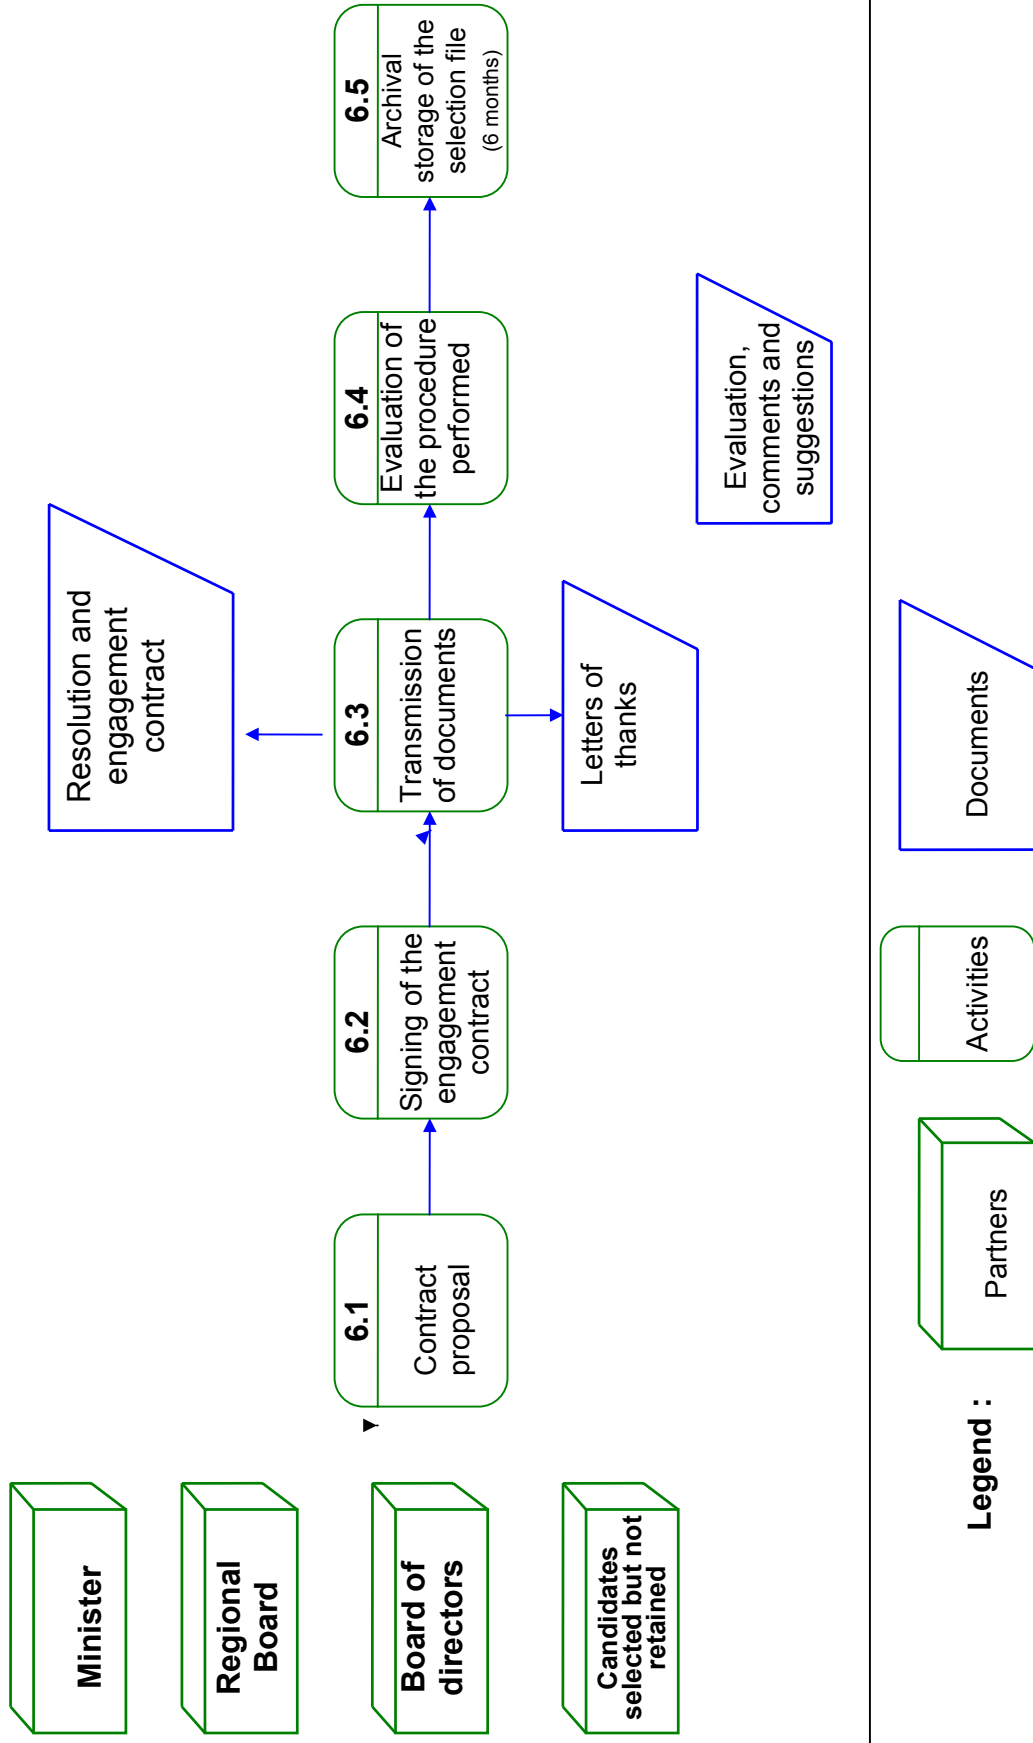 Minister
Regional
Board
Board of
directors
Candidates
selected but not
retained
6.1
Contract
proposal
6.2
Signing of the
engagement
contract
6.3
Transmission
of documents
6.4
Evaluation of
the procedure
performed
6.5
Archival
storage of the
selection file
(6 months)
Resolution and
engagement
contract
Letters of
thanks
Evaluation,
comments and
suggestions
Legend :
Partners
Activities
Documents